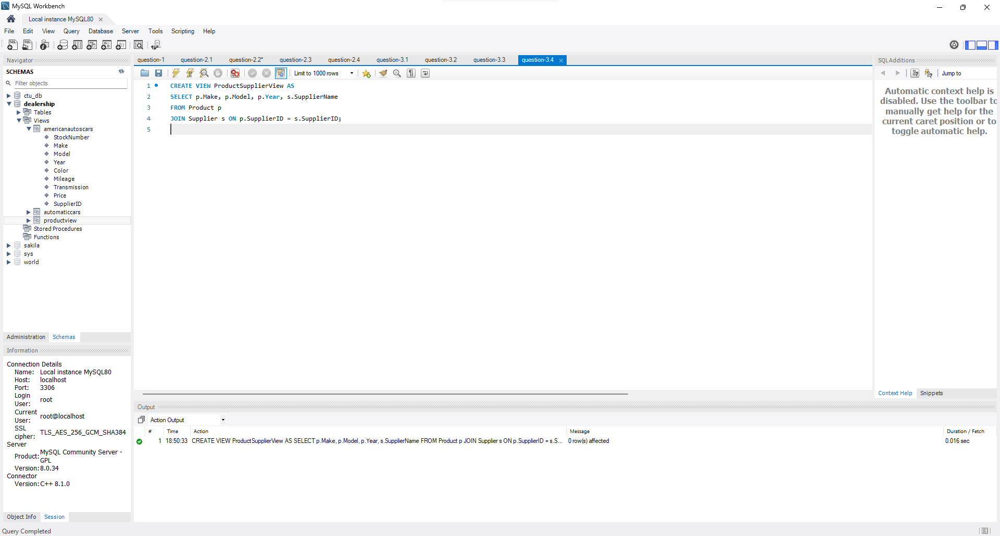 MySQL Workbench
Local instance MySQL80
File Edit View Query Database Server Tools Scripting Help
Navigator
SCHEMAS
Filter objects
ctu_db
dealership
Tables
Views
americanautoscars
StockNumber
Make
Model
Year
Color
Mileage
Transmission
Price
SupplierID
automaticcars
productview
Stored Procedures
Functions
sakila
sys
world
Administration Schemas
Information
Connection Details
Name: Local instance MySQL80
Host: localhost
Port: 3306
Login User: root
Current User: root@localhost
SSL cipher: TLS_AES_256_GCM_SHA384
Server
Product: MySQL Community Server - GPL
Version: 8.0.34
Connector
Version: C++ 8.1.0
Object Info Session
question-1 question-2.1 question-2.2* question-2.3 question-2.4 question-3.1 question-3.2 question-3.3 question-3.4
Limit to 1000 rows
1 CREATE VIEW ProductSupplierView AS
2 SELECT p.Make, p.Model, p.Year, s.SupplierName
3 FROM Product p
4 JOIN Supplier s ON p.SupplierID = s.SupplierID;
5
Output
Action Output
# Time Action Message Duration / Fetch
1 18:50:33 CREATE VIEW ProductSupplierView AS SELECT p.Make, p.Model, p.Year, s.SupplierName FROM Product p JOIN Supplier s ON p.SupplierID = s.S... 0 row(s) affected 0.016 sec
SQLAdditions
Jump to
Automatic context help is
disabled. Use the toolbar to
manually get help for the
current caret position or to
toggle automatic help.
Context Help Snippets
Query Completed